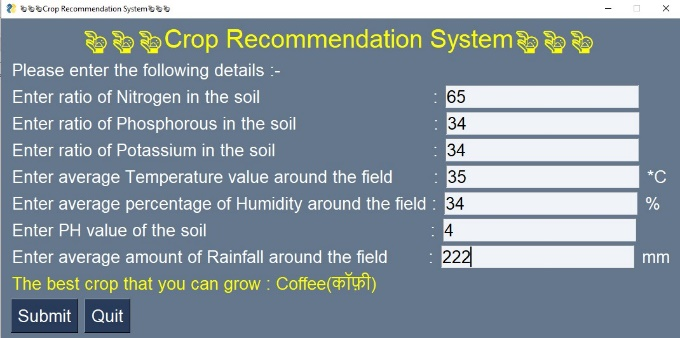 Crop Recommendation System
Crop Recommendation System
Please enter the following details :-
Enter ratio of Nitrogen in the soil : 65
Enter ratio of Phosphorous in the soil : 34
Enter ratio of Potassium in the soil : 34
Enter average Temperature value around the field : 35 *C
Enter average percentage of Humidity around the field : 34 %
Enter PH value of the soil : 4
Enter average amount of Rainfall around the field : 222 mm
The best crop that you can grow : Coffee(कॉफ़ी)
Submit Quit